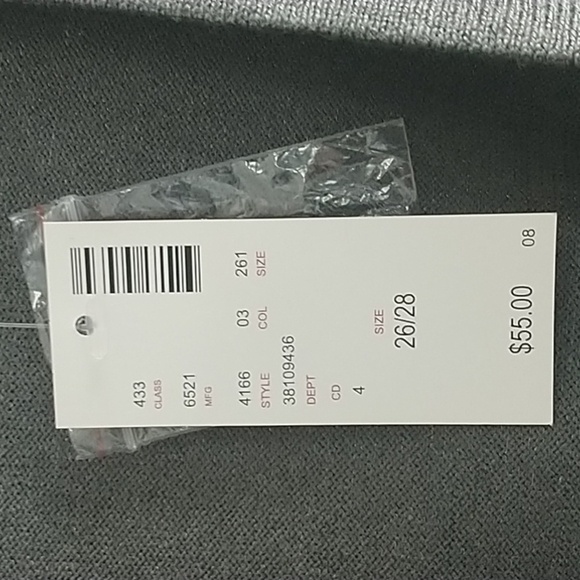 433
CLASS
6521
MFG
4166 03 261
STYLE COL SIZE
38109436
DEPT
CD
4
SIZE
26/28
$55.00 08